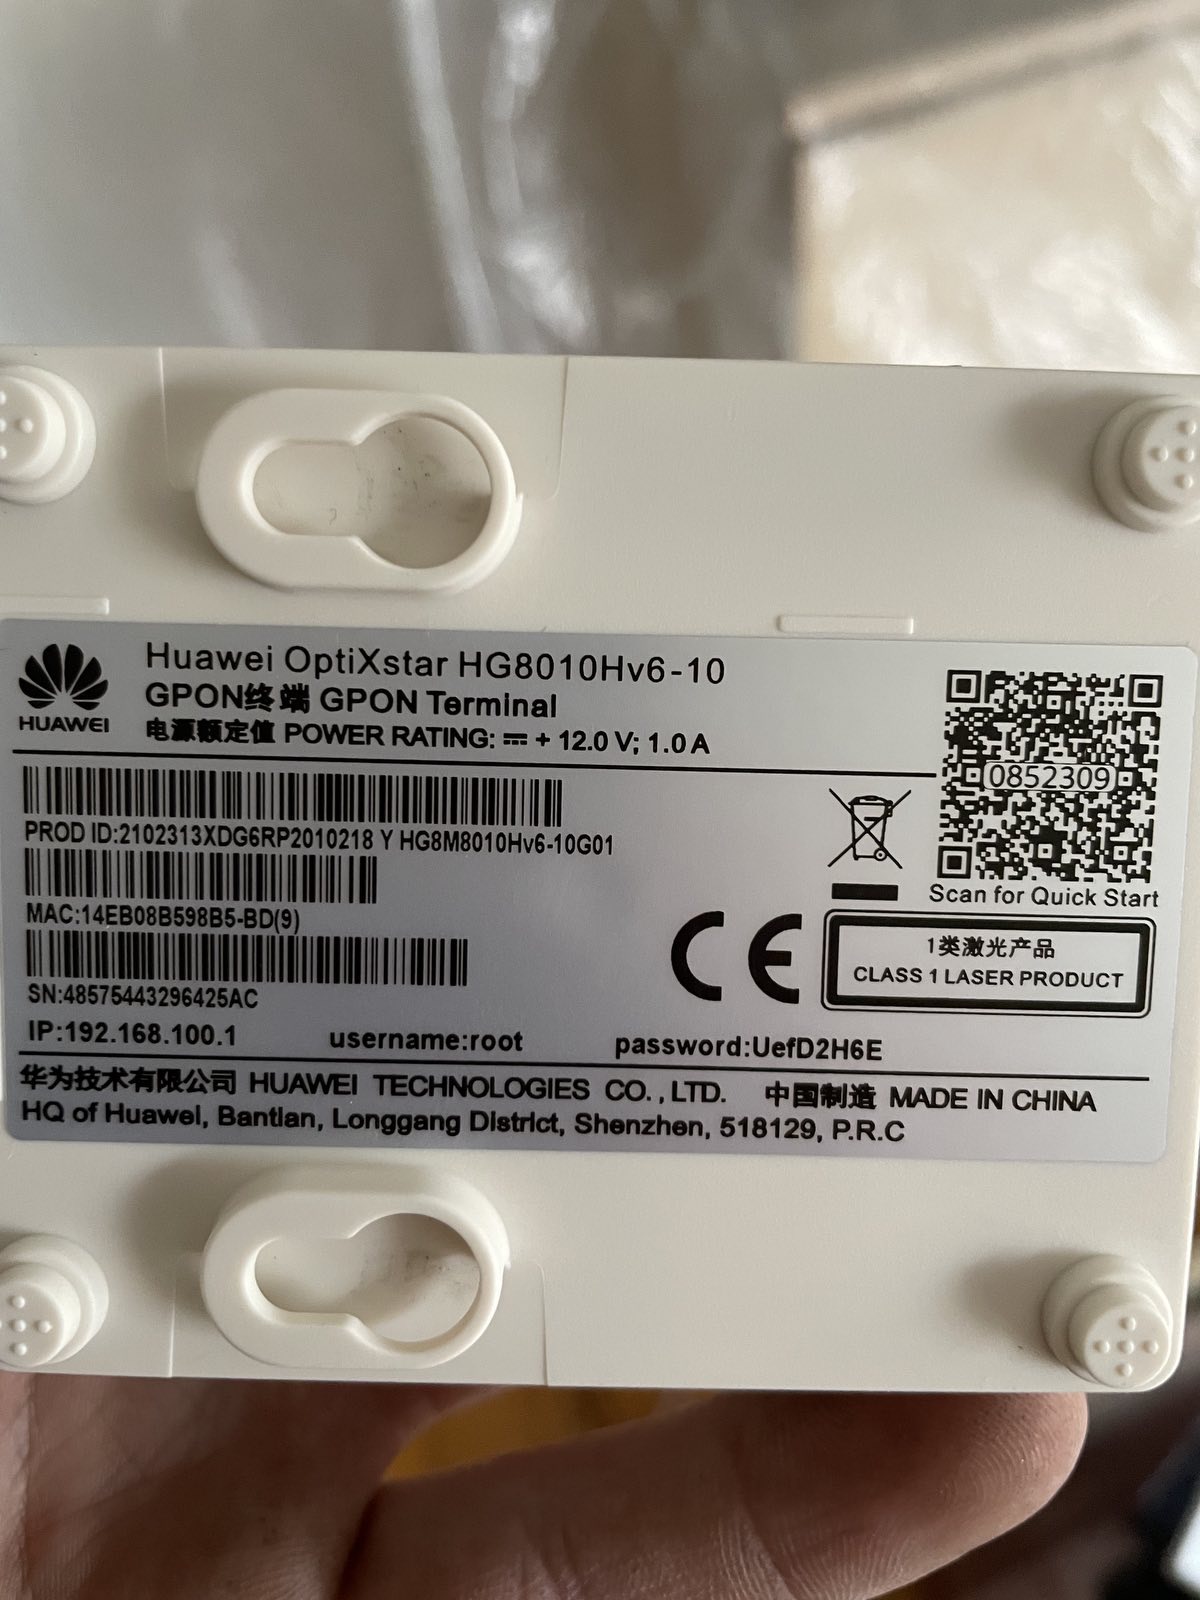 Huawei OptiXstar HG8010Hv6-10
GPON终端 GPON Terminal
HUAWEI
电源额定值 POWER RATING: ⎓ + 12.0 V; 1.0 A
0852309
PROD ID:2102313XDG6RP2010218 Y HG8M8010Hv6-10G01
Scan for Quick Start
MAC:14EB08B598B5-BD(9)
CE
1类激光产品
CLASS 1 LASER PRODUCT
SN:48575443296425AC
IP:192.168.100.1 username:root password:UefD2H6E
华为技术有限公司 HUAWEI TECHNOLOGIES CO.,LTD. 中国制造 MADE IN CHINA
HQ of Huawei, Bantian, Longgang District, Shenzhen, 518129, P.R.C